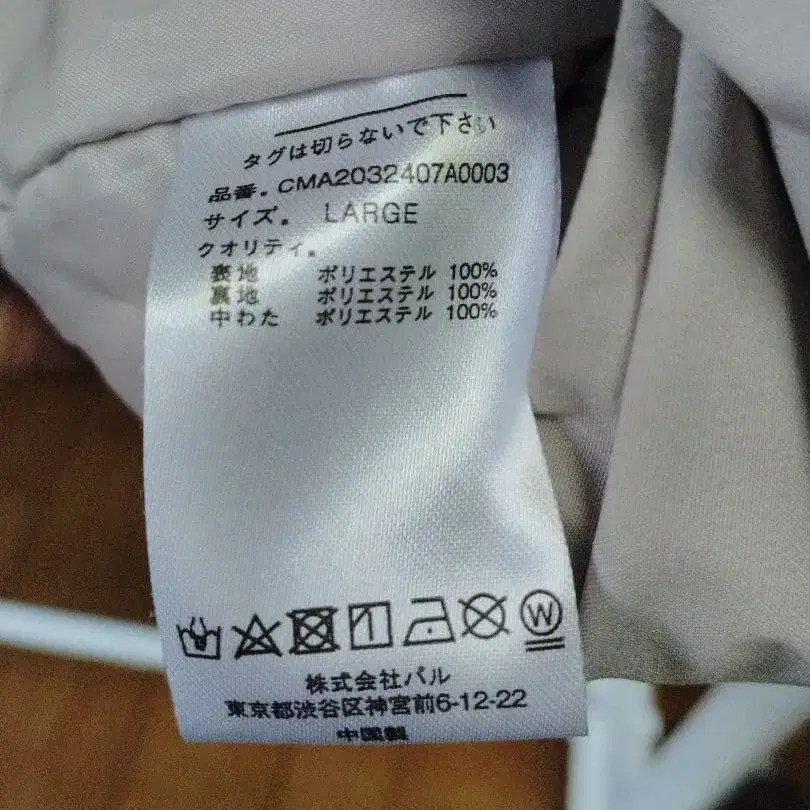 タグは切らないで下さい
品番. CMA2032407A0003
サイズ. LARGE
クオリティ.
表地 ポリエステル 100%
裏地 ポリエステル 100%
中わた ポリエステル 100%
W
株式会社パル
東京都渋谷区神宮前6-12-22
中国製